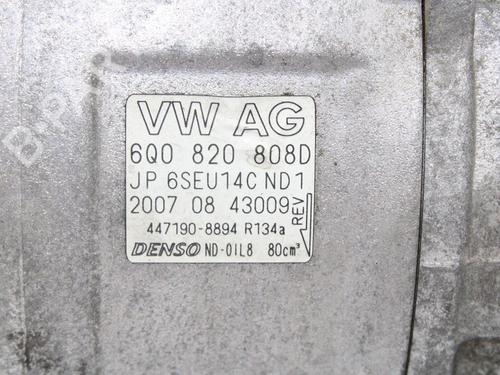 VW AG
6Q0 820 808D
JP 6SEU14C ND1
2007 08 43009
REV
447190-8894 R134a
DENSO ND-OIL8 80cm³